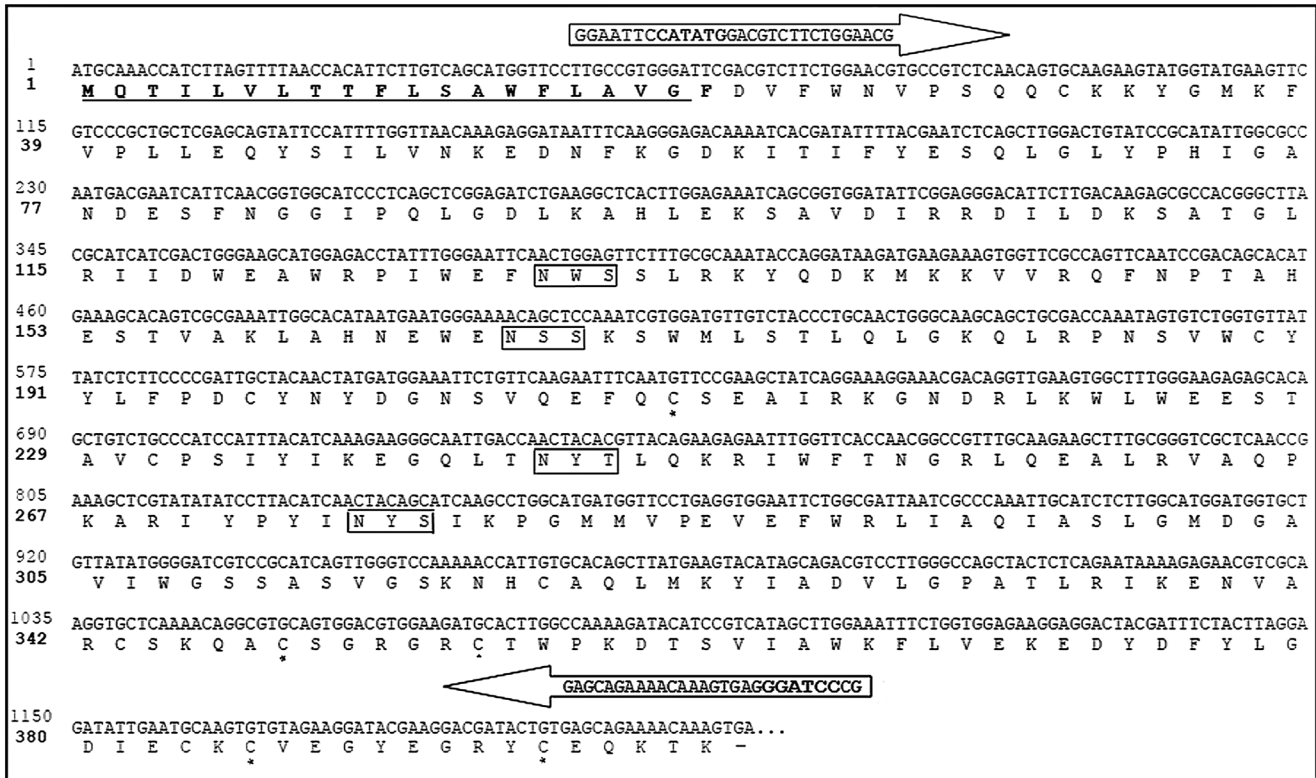 GGAATTCCATATGGACGTCTTCTGGAACG
1 ATGCAAACCATCTTAGTTTTAACCACATTCTTGTCAGCATGGTTCCTTGCCGTGGGATTCGACGTCTTCTGGAACGTGCCGTCTCAACAGTGCAAGAAGTATGGTATGAAGTTC
1 M Q T I L V L T T F L S A W F L A V G F D V F W N V P S Q Q C K K Y G M K F
115 GTCCCGCTGCTCGAGCAGTATTCCATTTTGGTTAACAAAGAGGATAATTTCAAGGGAGACAAAATCACGATATTTTACGAATCTCAGCTTGGACTGTATCCGCATATTGGCGCC
39 V P L L E Q Y S I L V N K E D N F K G D K I T I F Y E S Q L G L Y P H I G A
230 AATGACGAATCATTCAACGGTGGCATCCCTCAGCTCGGAGATCTGAAGGCTCACTTGGAGAAATCAGCGGTGGATATTCGGAGGGACATTCTTGACAAGAGCGCCACGGGCTTA
77 N D E S F N G G I P Q L G D L K A H L E K S A V D I R R D I L D K S A T G L
345 CGCATCATCGACTGGGAAGCATGGAGACCTATTTGGGAATTCAACTGGAGTTCTTTGCGCAAATACCAGGATAAGATGAAGAAAGTGGTTCGCCAGTTCAATCCGACAGCACAT
115 R I I D W E A W R P I W E F N W S S L R K Y Q D K M K K V V R Q F N P T A H
460 GAAAGCACAGTCGCGAAATTGGCACATAATGAATGGGAAAACAGCTCCAAATCGTGGATGTTGTCTACCCTGCAACTGGGCAAGCAGCTGCGACCAAATAGTGTCTGGTGTTAT
153 E S T V A K L A H N E W E N S S K S W M L S T L Q L G K Q L R P N S V W C Y
575 TATCTCTTCCCCGATTGCTACAACTATGATGGAAATTCTGTTCAAGAATTTCAATGTTCCGAAGCTATCAGGAAAGGAAACGACAGGTTGAAGTGGCTTTGGGAAGAGAGCACA
191 Y L F P D C Y N Y D G N S V Q E F Q C S E A I R K G N D R L K W L W E E S T
*
690 GCTGTCTGCCCATCCATTTACATCAAAGAAGGGCAATTGACCAACTACACGTTACAGAAGAGAATTTGGTTCACCAACGGCCGTTTGCAAGAAGCTTTGCGGGTCGCTCAACCG
229 A V C P S I Y I K E G Q L T N Y T L Q K R I W F T N G R L Q E A L R V A Q P
805 AAAGCTCGTATATATCCTTACATCAACTACAGCATCAAGCCTGGCATGATGGTTCCTGAGGTGGAATTCTGGCGATTAATCGCCCAAATTGCATCTCTTGGCATGGATGGTGCT
267 K A R I Y P Y I N Y S I K P G M M V P E V E F W R L I A Q I A S L G M D G A
920 GTTATATGGGGATCGTCCGCATCAGTTGGGTCCAAAAACCATTGTGCACAGCTTATGAAGTACATAGCAGACGTCCTTGGGCCAGCTACTCTCAGAATAAAAGAGAACGTCGCA
305 V I W G S S A S V G S K N H C A Q L M K Y I A D V L G P A T L R I K E N V A
1035 AGGTGCTCAAAACAGGCGTGCAGTGGACGTGGAAGATGCACTTGGCCAAAAGATACATCCGTCATAGCTTGGAAATTTCTGGTGGAGAAGGAGGACTACGATTTCTACTTAGGA
342 R C S K Q A C S G R G R C T W P K D T S V I A W K F L V E K E D Y D F Y L G
*
GAGCAGAAAACAAAGTGAGGGATCCCG
1150 GATATTGAATGCAAGTGTGTAGAAGGATACGAAGGACGATACTGTGAGCAGAAAACAAAGTGA...
380 D I E C K C V E G Y E G R Y C E Q K T K –
* *